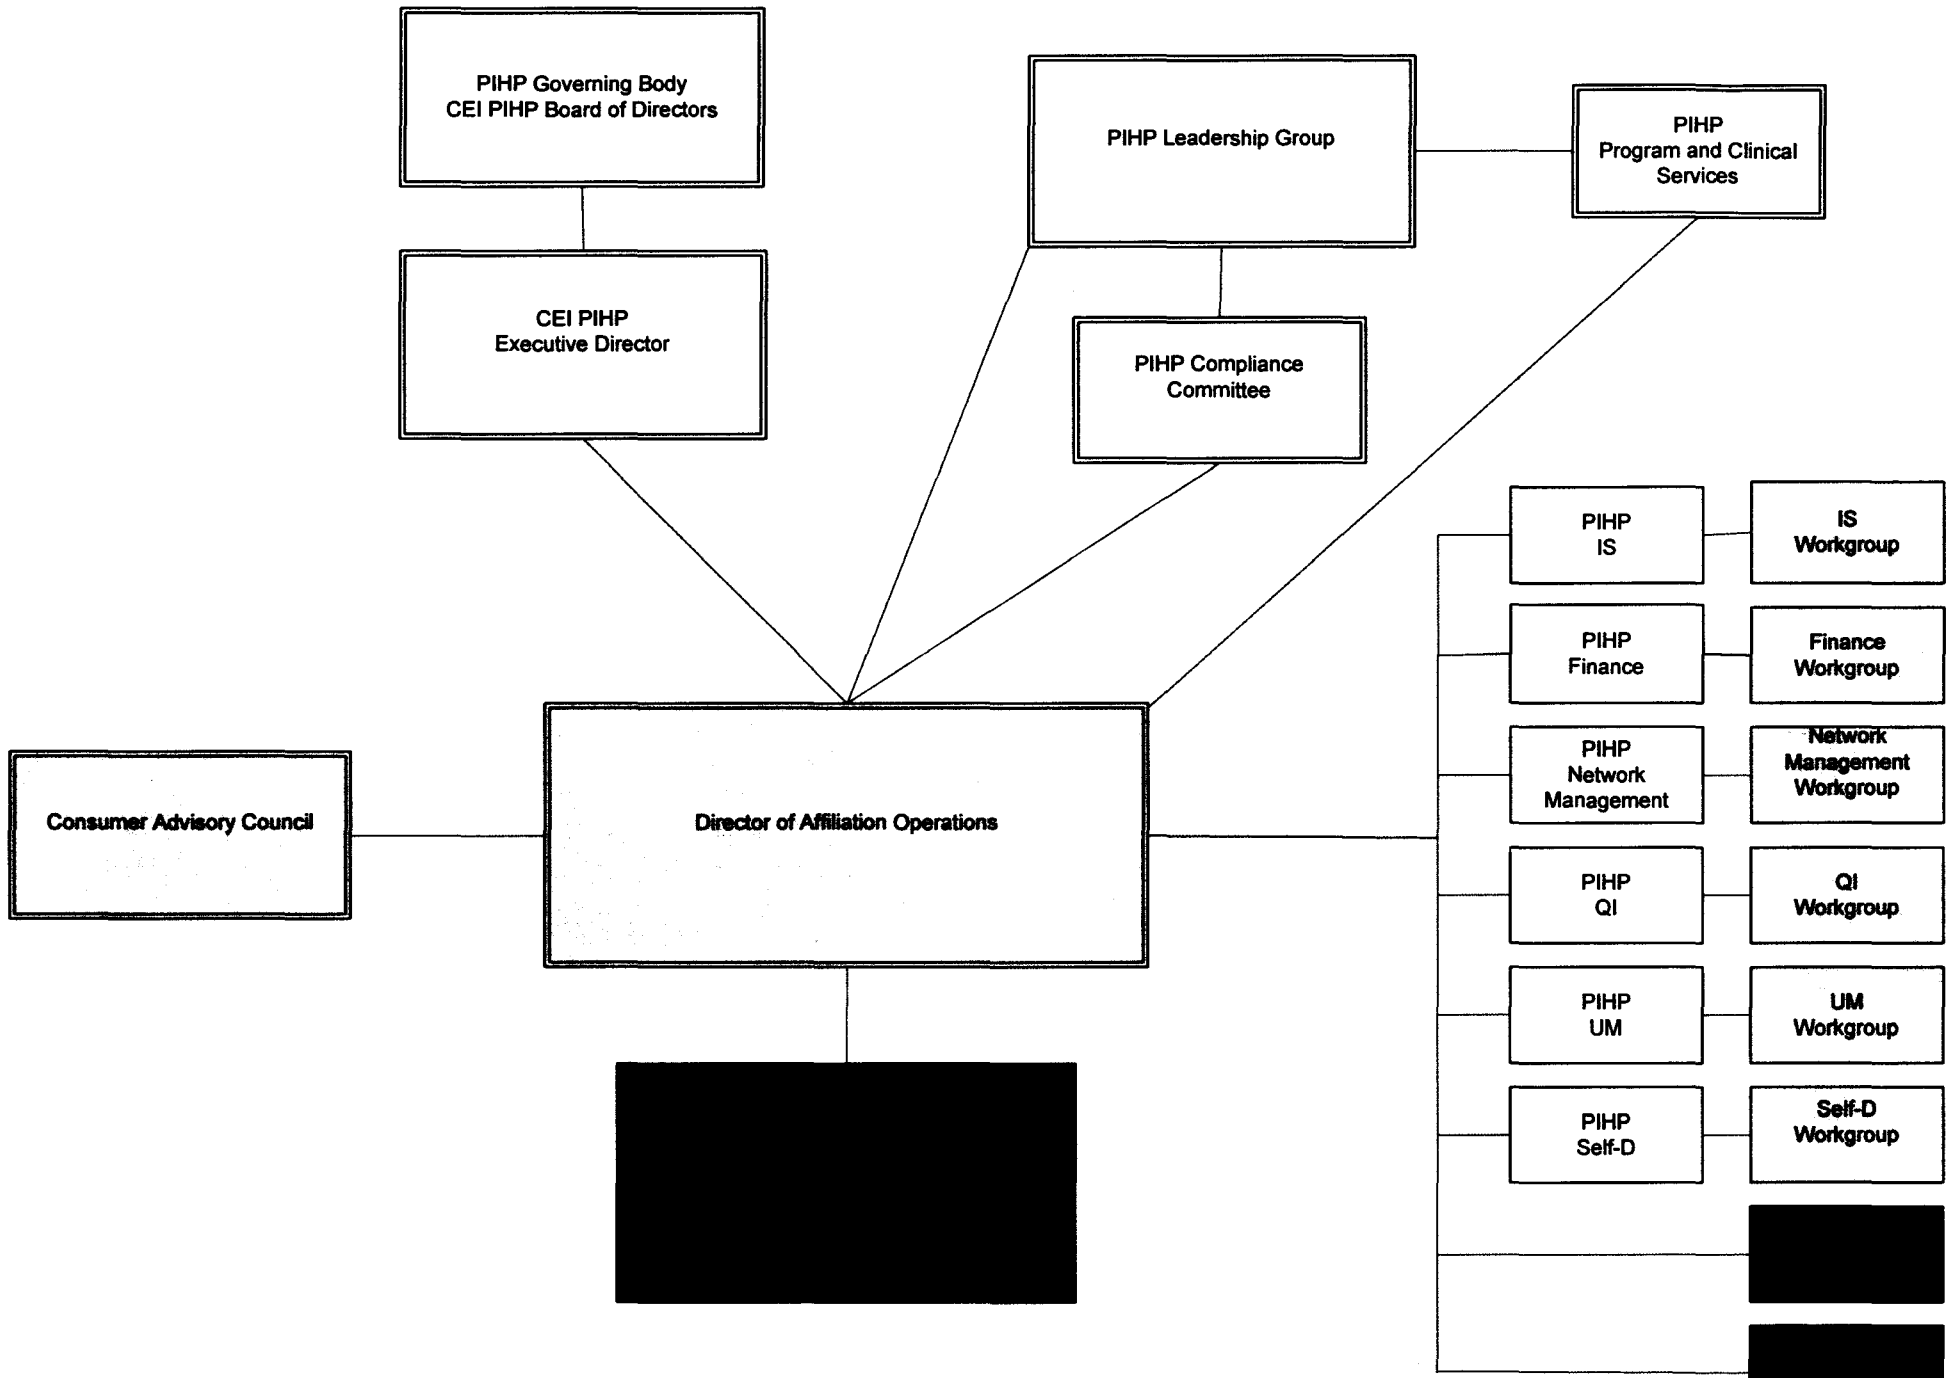 PIHP Governing Body
CEI PIHP Board of Directors
PIHP Leadership Group
PIHP
Program and Clinical
Services
CEI PIHP
Executive Director
PIHP Compliance
Committee
PIHP
IS
IS
Workgroup
PIHP
Finance
Finance
Workgroup
PIHP
Network
Management
Network
Management
Workgroup
Consumer Advisory Council
Director of Affiliation Operations
PIHP
QI
QI
Workgroup
PIHP
UM
UM
Workgroup
PIHP
Self-D
Self-D
Workgroup